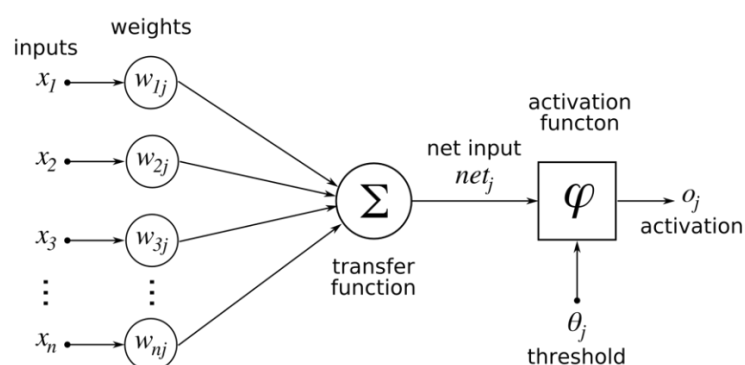 inputs
weights
x1
w1j
x2
w2j
x3
w3j
⋮
⋮
xn
wnj
Σ
transfer
function
net input
netj
activation
functon
φ
oj
activation
θj
threshold